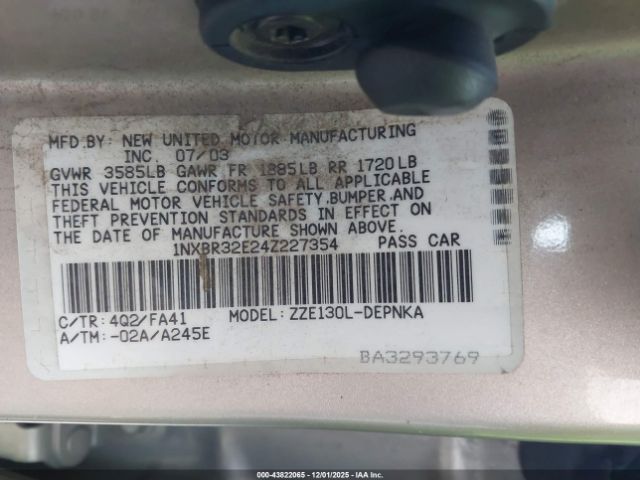 MFD.BY: NEW UNITED MOTOR MANUFACTURING
INC. 07/03
GVWR 3585LB GAWR FR 1885LB RR 1720LB
THIS VEHICLE CONFORMS TO ALL APPLICABLE
FEDERAL MOTOR VEHICLE SAFETY,BUMPER,AND
THEFT PREVENTION STANDARDS IN EFFECT ON
THE DATE OF MANUFACTURE SHOWN ABOVE.
1NXBR32E24Z227354 PASS CAR
C/TR: 4Q2/FA41 MODEL: ZZE130L-DEPNKA
A/TM: -02A/A245E
BA3293769
000-43822065 - 12/01/2025 - IAA Inc.